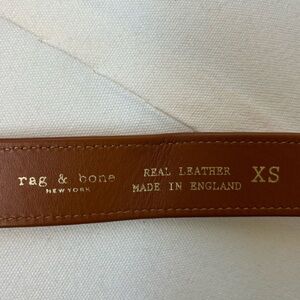 rag & bone
NEW YORK
REAL LEATHER
MADE IN ENGLAND
XS